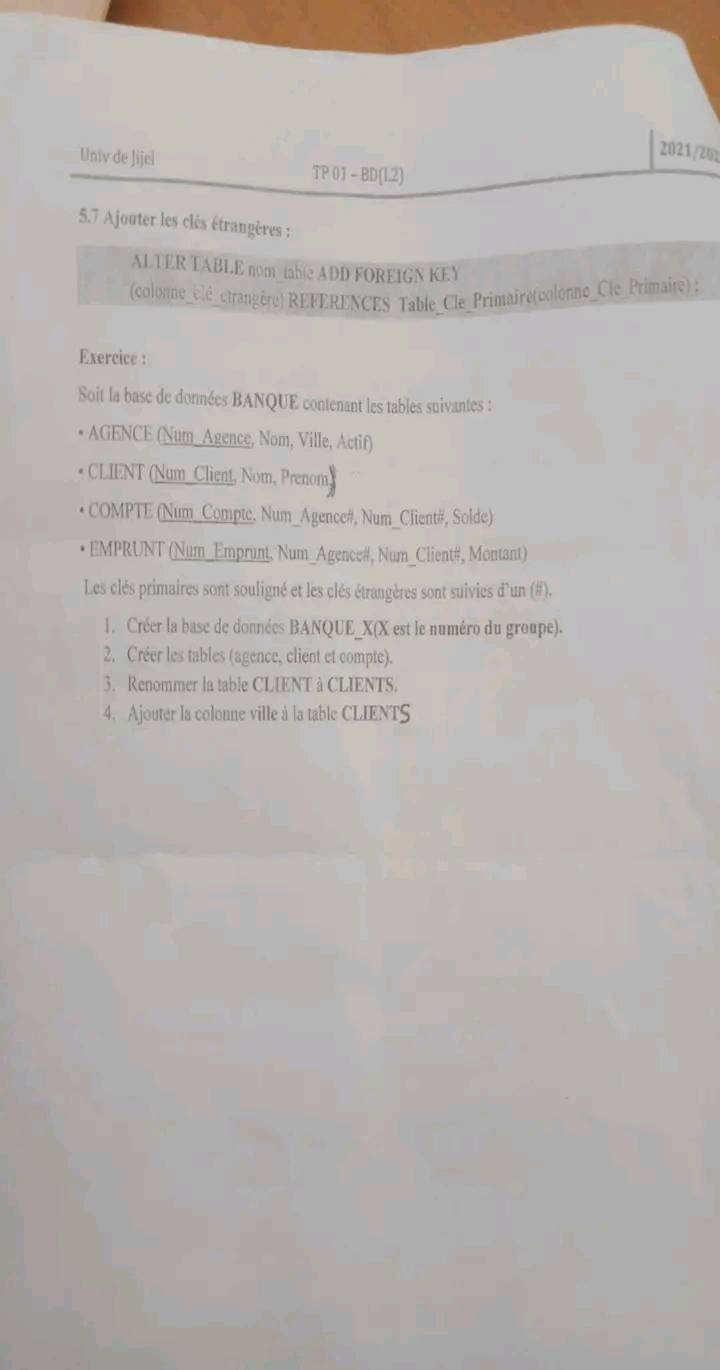 Univ de Jijel
2021/202
TP 01 – BD(L2)
5.7 Ajouter les clés étrangères :
ALTER TABLE nom_table ADD FOREIGN KEY
(colonne_clé_étrangère) REFERENCES Table_Cle_Primaire(colonne_Cle_Primaire) ;
Exercice :
Soit la base de données BANQUE contenant les tables suivantes :
• AGENCE (Num_Agence, Nom, Ville, Actif)
• CLIENT (Num_Client, Nom, Prenom)
• COMPTE (Num_Compte, Num_Agence#, Num_Client#, Solde)
• EMPRUNT (Num_Emprunt, Num_Agence#, Num_Client#, Montant)
Les clés primaires sont souligné et les clés étrangères sont suivies d'un (#).
1. Créer la base de données BANQUE_X(X est le numéro du groupe).
2. Créer les tables (agence, client et compte).
3. Renommer la table CLIENT à CLIENTS.
4. Ajouter la colonne ville à la table CLIENTS